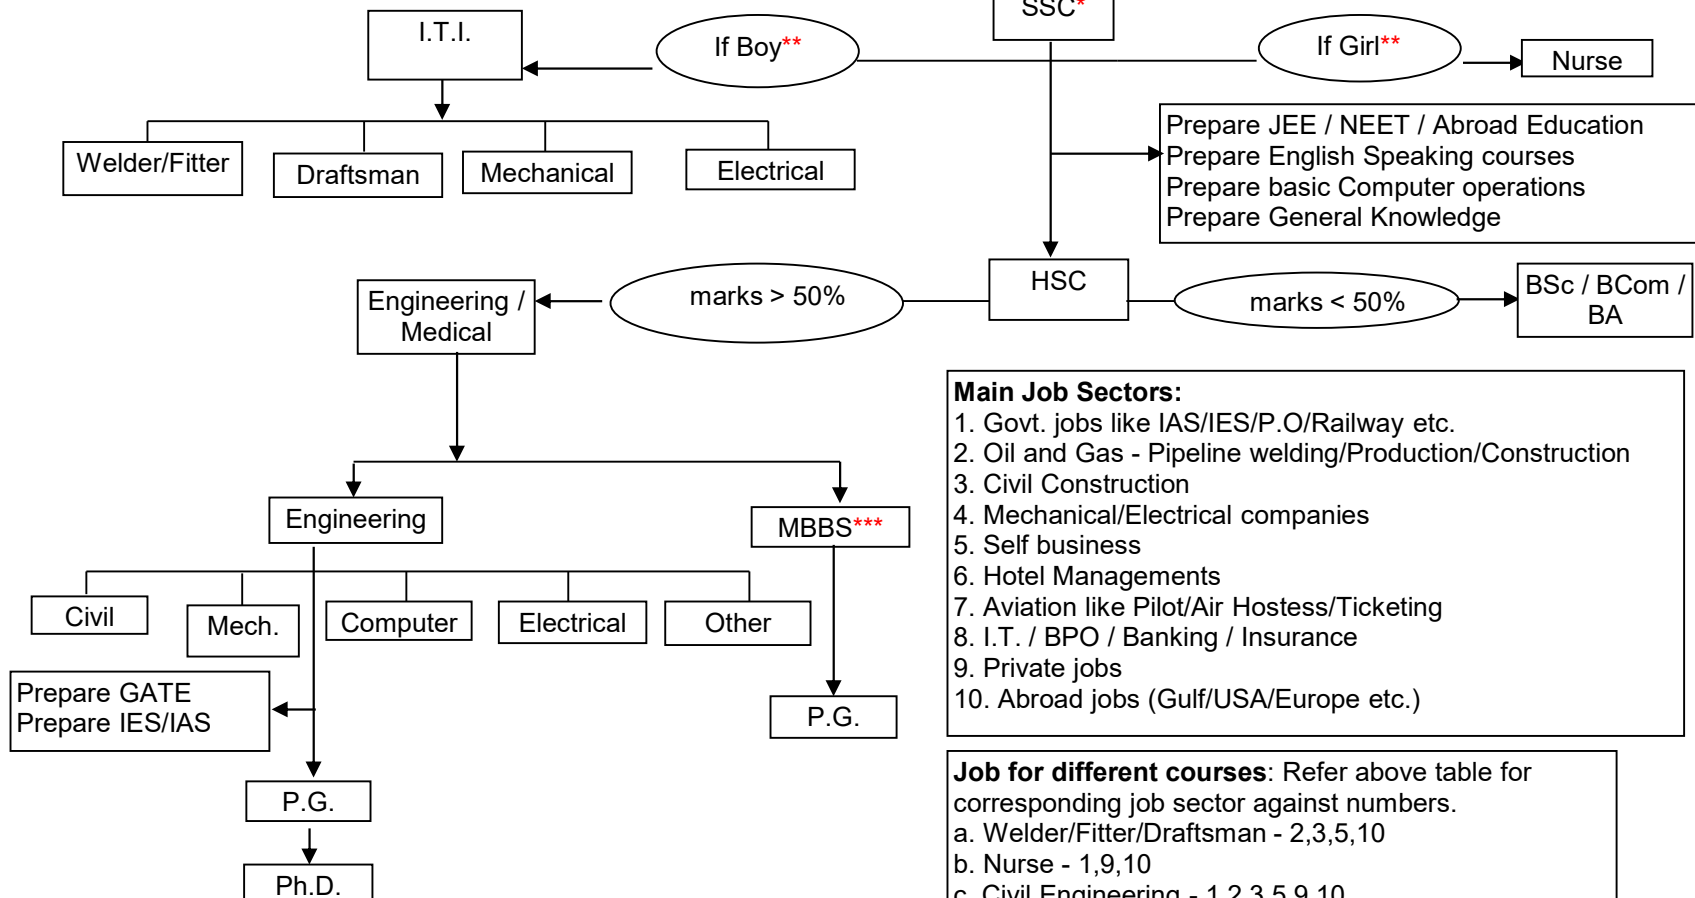 SSC*
I.T.I.
If Boy**
If Girl**
Nurse
Welder/Fitter
Draftsman
Mechanical
Electrical
Prepare JEE / NEET / Abroad Education
Prepare English Speaking courses
Prepare basic Computer operations
Prepare General Knowledge
HSC
Engineering /
Medical
marks > 50%
marks < 50%
BSc / BCom /
BA
Engineering
MBBS***
Civil
Mech.
Computer
Electrical
Other
Prepare GATE
Prepare IES/IAS
P.G.
P.G.
Ph.D.
Main Job Sectors:
1. Govt. jobs like IAS/IES/P.O/Railway etc.
2. Oil and Gas - Pipeline welding/Production/Construction
3. Civil Construction
4. Mechanical/Electrical companies
5. Self business
6. Hotel Managements
7. Aviation like Pilot/Air Hostess/Ticketing
8. I.T. / BPO / Banking / Insurance
9. Private jobs
10. Abroad jobs (Gulf/USA/Europe etc.)
Job for different courses: Refer above table for
corresponding job sector against numbers.
a. Welder/Fitter/Draftsman - 2,3,5,10
b. Nurse - 1,9,10
c. Civil Engineering - 1,2,3,5,9,10